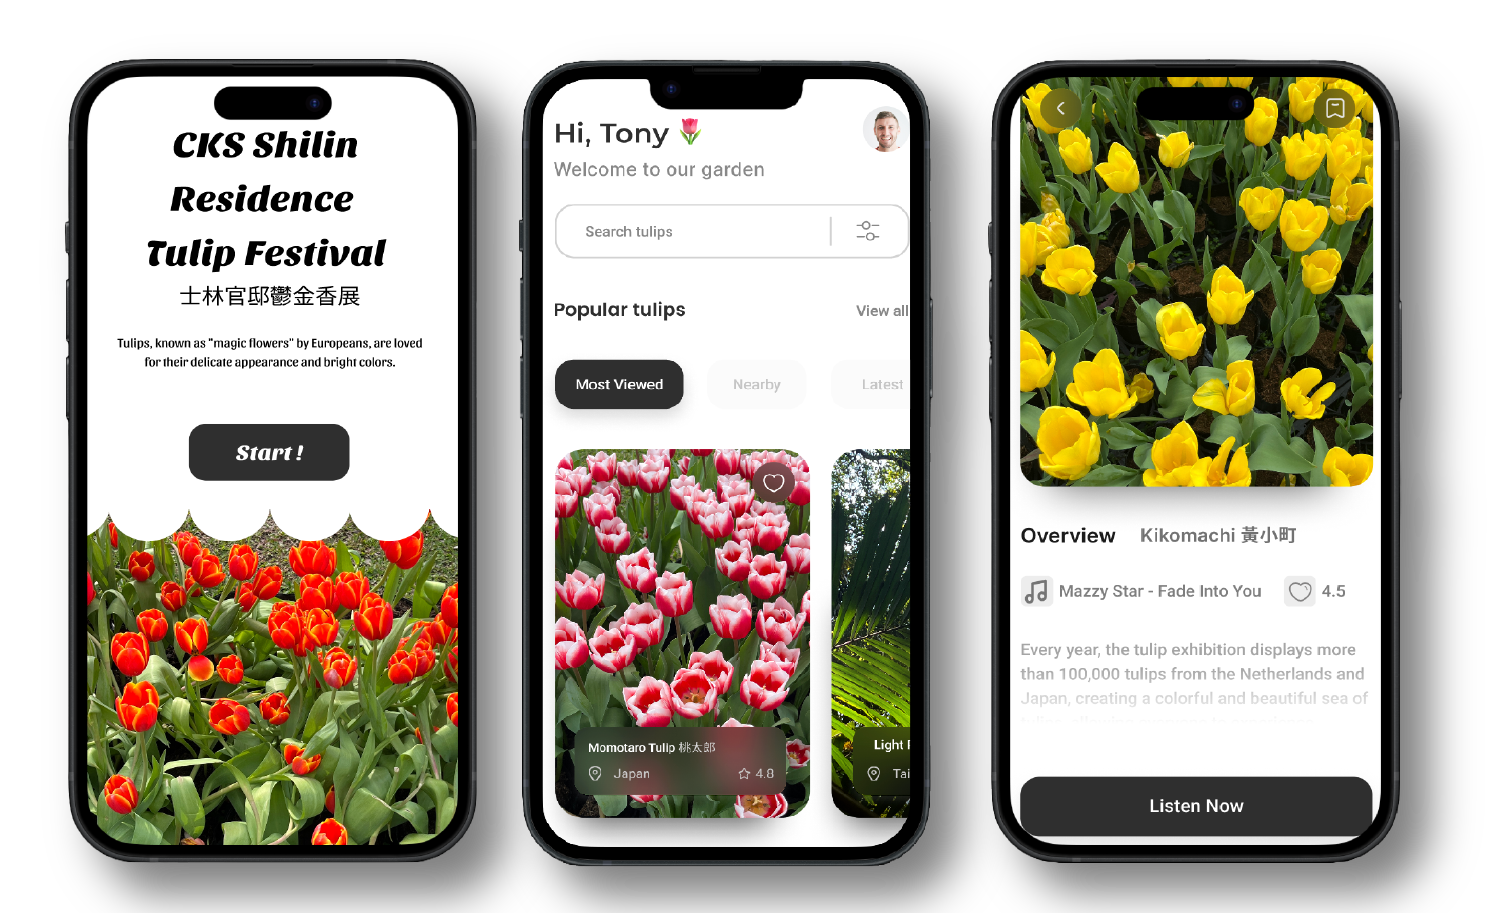 CKS Shilin
Residence
Tulip Festival
士林官邸鬱金香展
Tulips, known as "magic flowers" by Europeans, are loved
for their delicate appearance and bright colors.
Start !
Hi, Tony
Welcome to our garden
Search tulips
Popular tulips
View all
Most Viewed
Nearby
Latest
Momotaro Tulip 桃太郎
Japan
4.8
Light
Tai
Overview
Kikomachi 黃小町
Mazzy Star - Fade Into You
4.5
Every year, the tulip exhibition displays more
than 100,000 tulips from the Netherlands and
Japan, creating a colorful and beautiful sea of
Listen Now